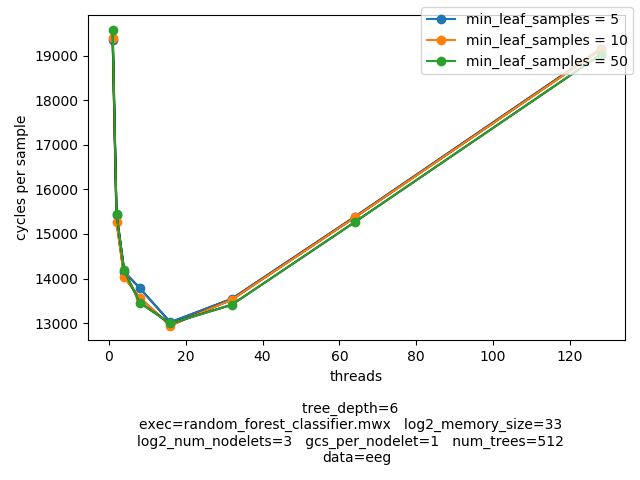 min_leaf_samples = 5
min_leaf_samples = 10
min_leaf_samples = 50
19000
18000
17000
16000
15000
14000
13000
cycles per sample
0 20 40 60 80 100 120
threads
tree_depth=6
exec=random_forest_classifier.mwx log2_memory_size=33
log2_num_nodelets=3 gcs_per_nodelet=1 num_trees=512
data=eeg